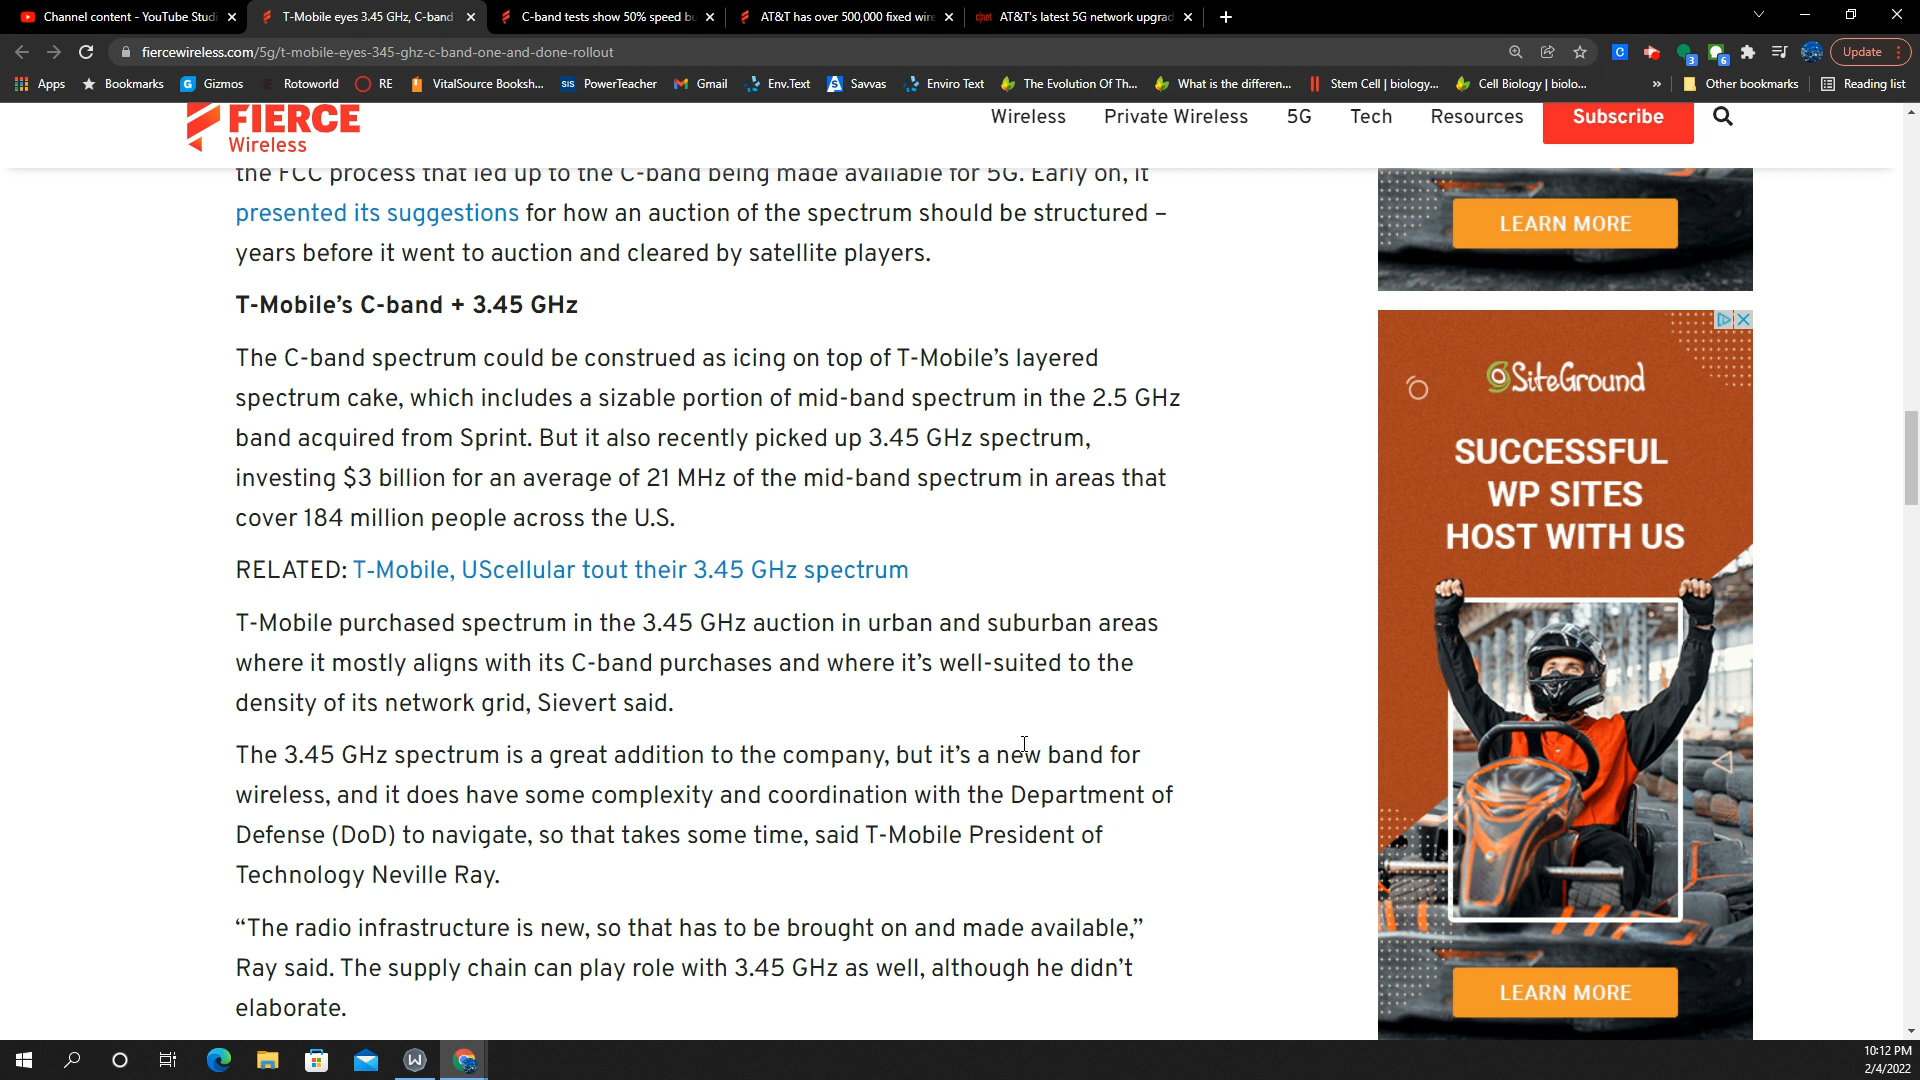 Channel content - YouTube Studi
T-Mobile eyes 3.45 GHz, C-band
C-band tests show 50% speed bu
AT&T has over 500,000 fixed wire
c|net AT&T's latest 5G network upgrad
fiercewireless.com/5g/t-mobile-eyes-345-ghz-c-band-one-and-done-rollout
Update
Apps
Bookmarks
Gizmos
Rotoworld
RE
VitalSource Booksh...
SIS PowerTeacher
Gmail
Env.Text
Savvas
Enviro Text
The Evolution Of Th...
What is the differen...
Stem Cell | biology...
Cell Biology | biolo...
»
Other bookmarks
Reading list
FIERCE
Wireless
Wireless
Private Wireless
5G
Tech
Resources
Subscribe
the FCC process that led up to the C-band being made available for 5G. Early on, it
presented its suggestions for how an auction of the spectrum should be structured –
years before it went to auction and cleared by satellite players.
T-Mobile’s C-band + 3.45 GHz
The C-band spectrum could be construed as icing on top of T-Mobile’s layered
spectrum cake, which includes a sizable portion of mid-band spectrum in the 2.5 GHz
band acquired from Sprint. But it also recently picked up 3.45 GHz spectrum,
investing $3 billion for an average of 21 MHz of the mid-band spectrum in areas that
cover 184 million people across the U.S.
RELATED: T-Mobile, UScellular tout their 3.45 GHz spectrum
T-Mobile purchased spectrum in the 3.45 GHz auction in urban and suburban areas
where it mostly aligns with its C-band purchases and where it’s well-suited to the
density of its network grid, Sievert said.
The 3.45 GHz spectrum is a great addition to the company, but it’s a new band for
wireless, and it does have some complexity and coordination with the Department of
Defense (DoD) to navigate, so that takes some time, said T-Mobile President of
Technology Neville Ray.
“The radio infrastructure is new, so that has to be brought on and made available,”
Ray said. The supply chain can play role with 3.45 GHz as well, although he didn’t
elaborate.
LEARN MORE
SiteGround
SUCCESSFUL
WP SITES
HOST WITH US
LEARN MORE
10:12 PM
2/4/2022